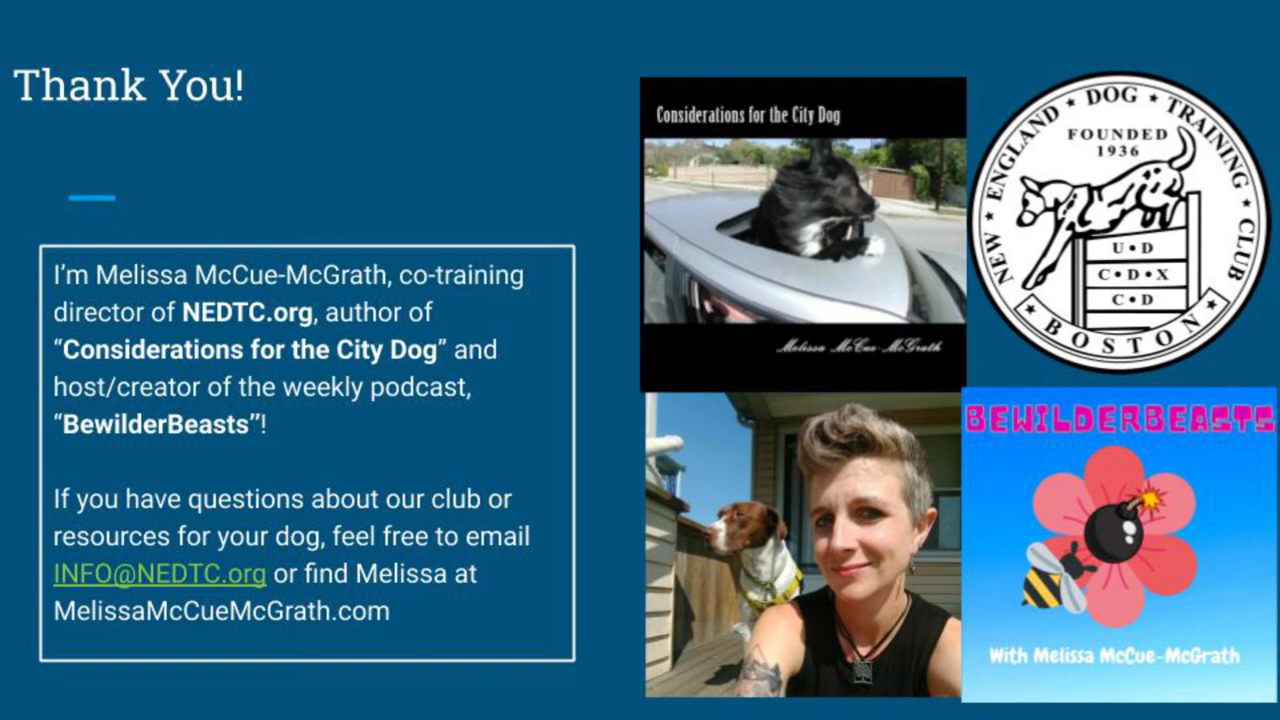 Thank You!
I'm Melissa McCue-McGrath, co-training
director of NEDTC.org, author of
“Considerations for the City Dog” and
host/creator of the weekly podcast,
“BewilderBeasts”!
If you have questions about our club or
resources for your dog, feel free to email
INFO@NEDTC.org or find Melissa at
MelissaMcCueMcGrath.com
Considerations for the City Dog
Melissa McCue-McGrath
NEW ★ ENGLAND ★ DOG ★ TRAINING ★ CLUB
FOUNDED
1936
U•D
C•D•X
C•D
★ BOSTON ★
BEWILDERBEASTS
With Melissa McCue-McGrath